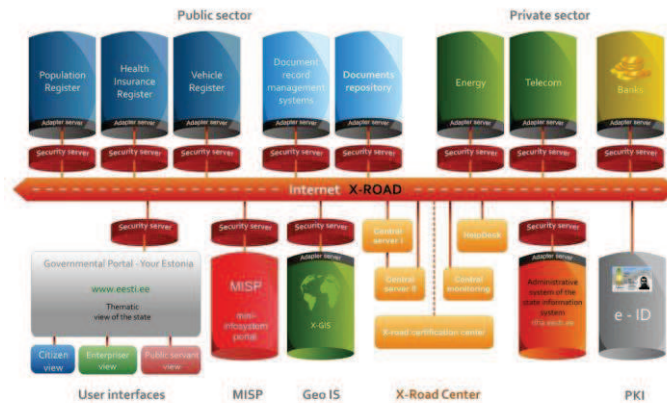 Public sector
Private sector
Population
Register
Health
Insurance
Register
Vehicle
Register
Document
record
management
systems
Documents
repository
Energy
Telecom
Banks
Adapter server
Adapter server
Adapter server
Adapter server
Adapter server
Adapter server
Adapter server
Adapter server
Security server
Security server
Security server
Security server
Security server
Security server
Security server
Security server
Internet X-ROAD
Security server
Security server
Security server
Central
server I
HelpDesk
Security server
Governmental Portal - Your Estonia
www.eesti.ee
Thematic
view of the state
MISP
mini-
infosystem
portal
Adapter server
X-GIS
Central
server II
Central
monitoring
X-road certification center
Adapter server
Administrative
system of the
state information
system
riha.eesti.ee
e - ID
Citizen
view
Enterpriser
view
Public servant
view
User interfaces
MISP
Geo IS
X-Road Center
PKI